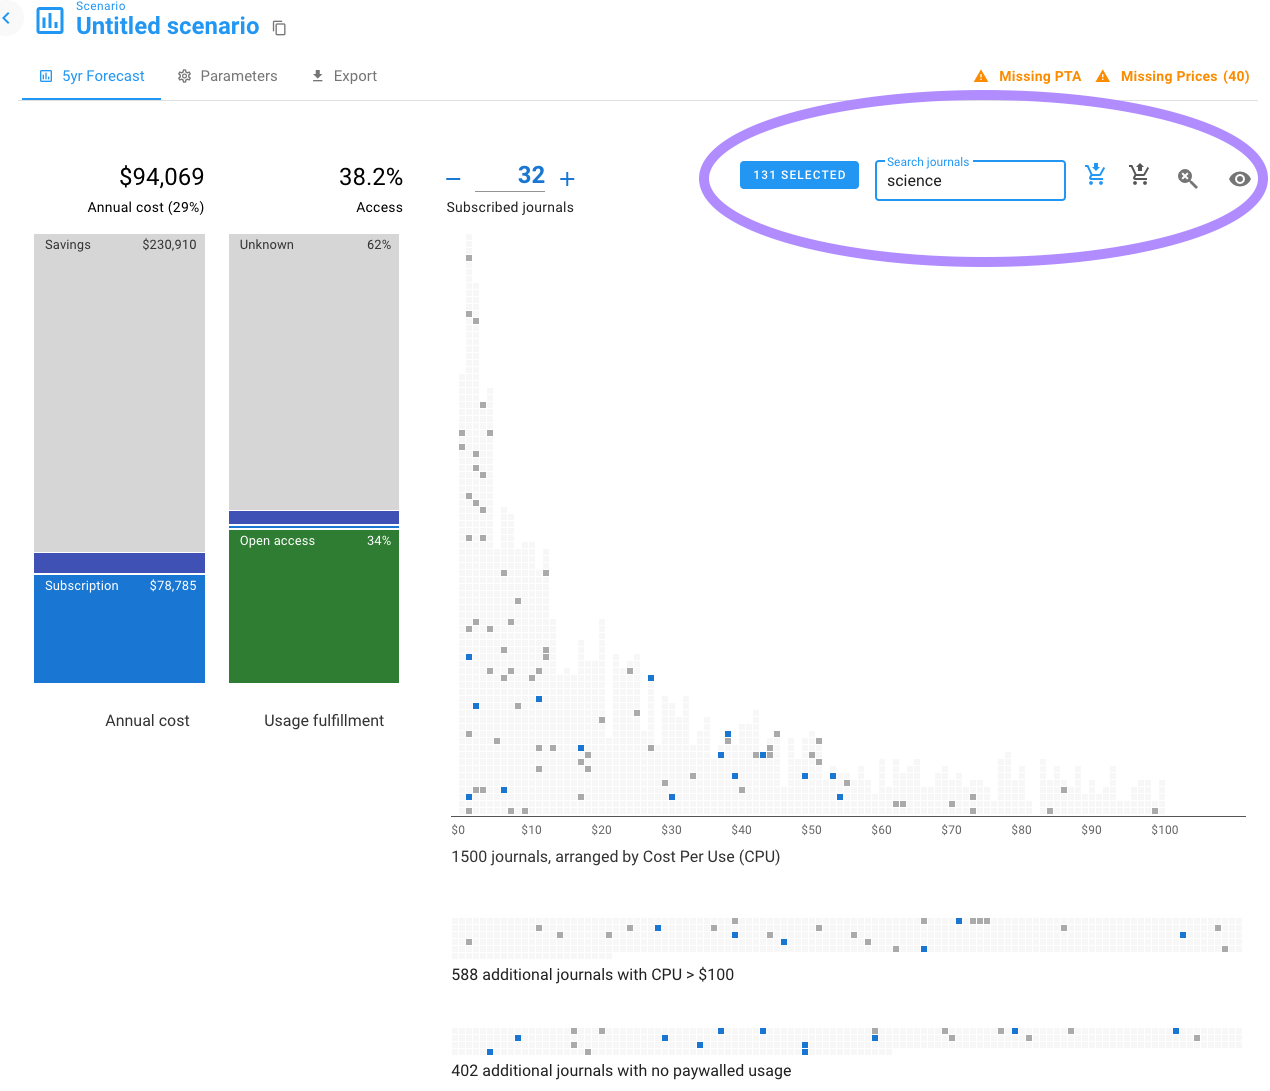 Scenario
Untitled scenario
5yr Forecast Parameters Export
Missing PTA Missing Prices (40)
$94,069
Annual cost (29%)
38.2%
Access
32
Subscribed journals
131 SELECTED
Search journals
science
Savings $230,910
Subscription $78,785
Annual cost
Unknown 62%
Open access 34%
Usage fulfillment
$0 $10 $20 $30 $40 $50 $60 $70 $80 $90 $100
1500 journals, arranged by Cost Per Use (CPU)
588 additional journals with CPU > $100
402 additional journals with no paywalled usage